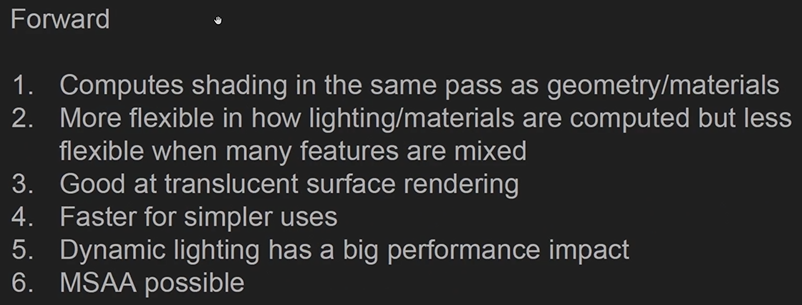 Forward
1. Computes shading in the same pass as geometry/materials
2. More flexible in how lighting/materials are computed but less
flexible when many features are mixed
3. Good at translucent surface rendering
4. Faster for simpler uses
5. Dynamic lighting has a big performance impact
6. MSAA possible